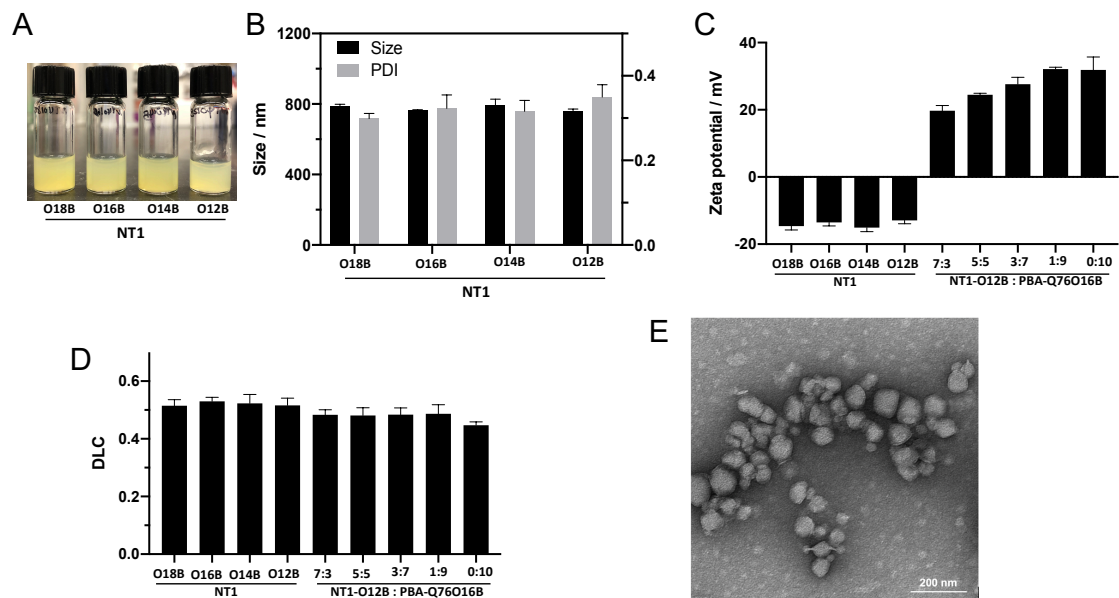 A
O18B O16B O14B O12B
NT1
B
Size / nm
1200
800
400
0
Size
PDI
0.4
0.2
0.0
O18B O16B O14B O12B
NT1
C
Zeta potential / mV
40
20
0
-20
O18B O16B O14B O12B 7:3 5:5 3:7 1:9 0:10
NT1 NT1-O12B : PBA-Q76O16B
D
DLC
0.6
0.4
0.2
0.0
O18B O16B O14B O12B 7:3 5:5 3:7 1:9 0:10
NT1 NT1-O12B : PBA-Q76O16B
E
200 nm